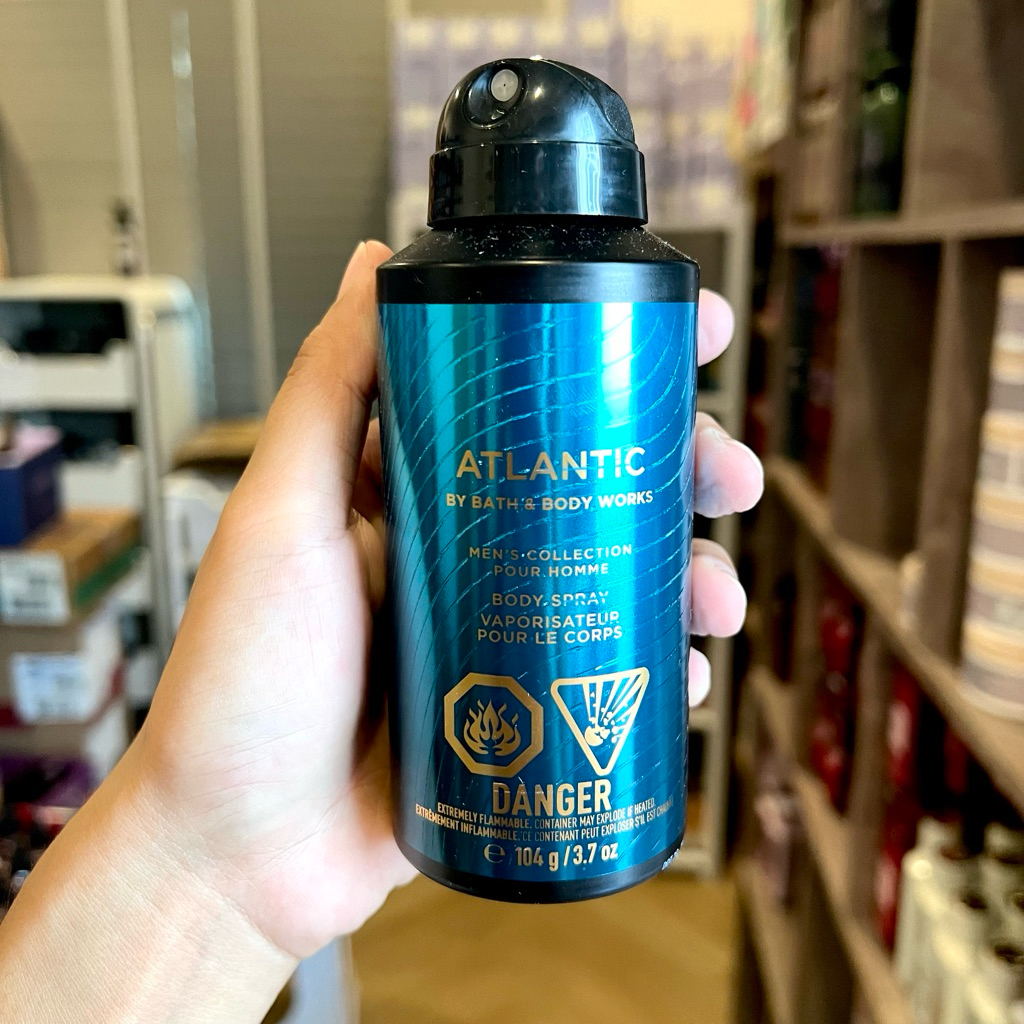 ATLANTIC
BY BATH & BODY WORKS
MEN'S COLLECTION
POUR HOMME
BODY SPRAY
VAPORISATEUR
POUR LE CORPS
DANGER
EXTREMELY FLAMMABLE. CONTAINER MAY EXPLODE IF HEATED.
EXTRÊMEMENT INFLAMMABLE. CE CONTENANT PEUT EXPLOSER S'IL EST
℮ 104 g / 3.7 oz